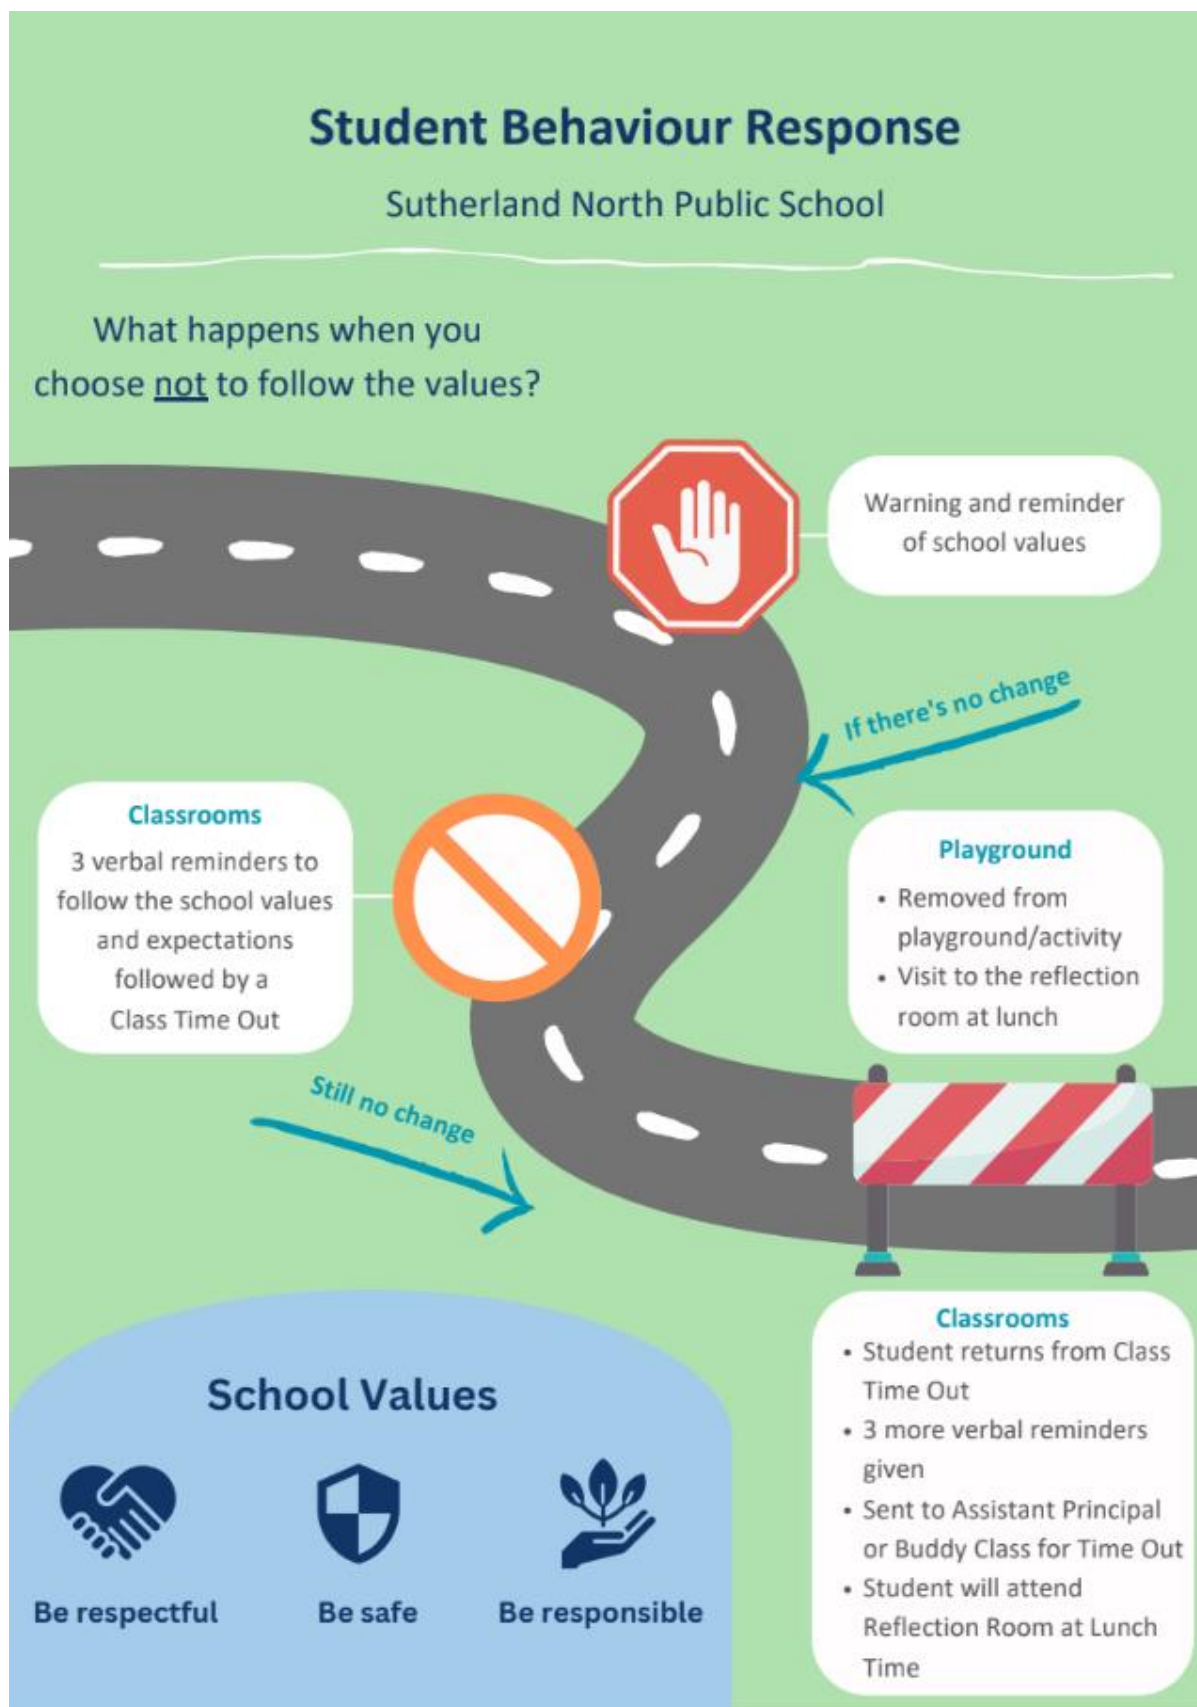 Student Behaviour Response
Sutherland North Public School
What happens when you
choose not to follow the values?
Warning and reminder
of school values
If there's no change
Classrooms
3 verbal reminders to
follow the school values
and expectations
followed by a
Class Time Out
Playground
• Removed from
playground/activity
• Visit to the reflection
room at lunch
Still no change
Classrooms
• Student returns from Class
Time Out
• 3 more verbal reminders
given
• Sent to Assistant Principal
or Buddy Class for Time Out
• Student will attend
Reflection Room at Lunch
Time
School Values
Be respectful
Be safe
Be responsible